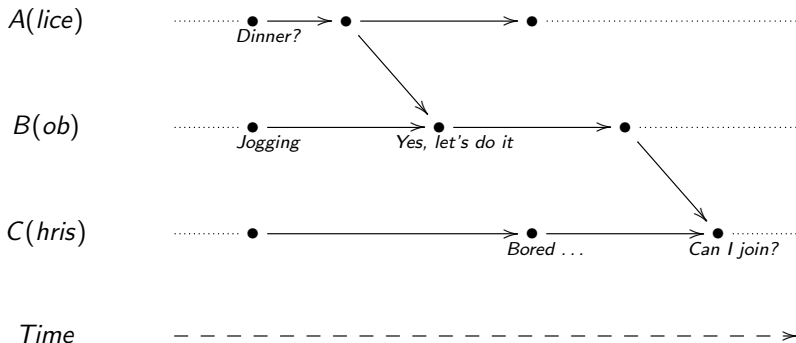 A(lice)
Dinner?
B(ob)
Jogging
Yes, let's do it
C(hris)
Bored ...
Can I join?
Time